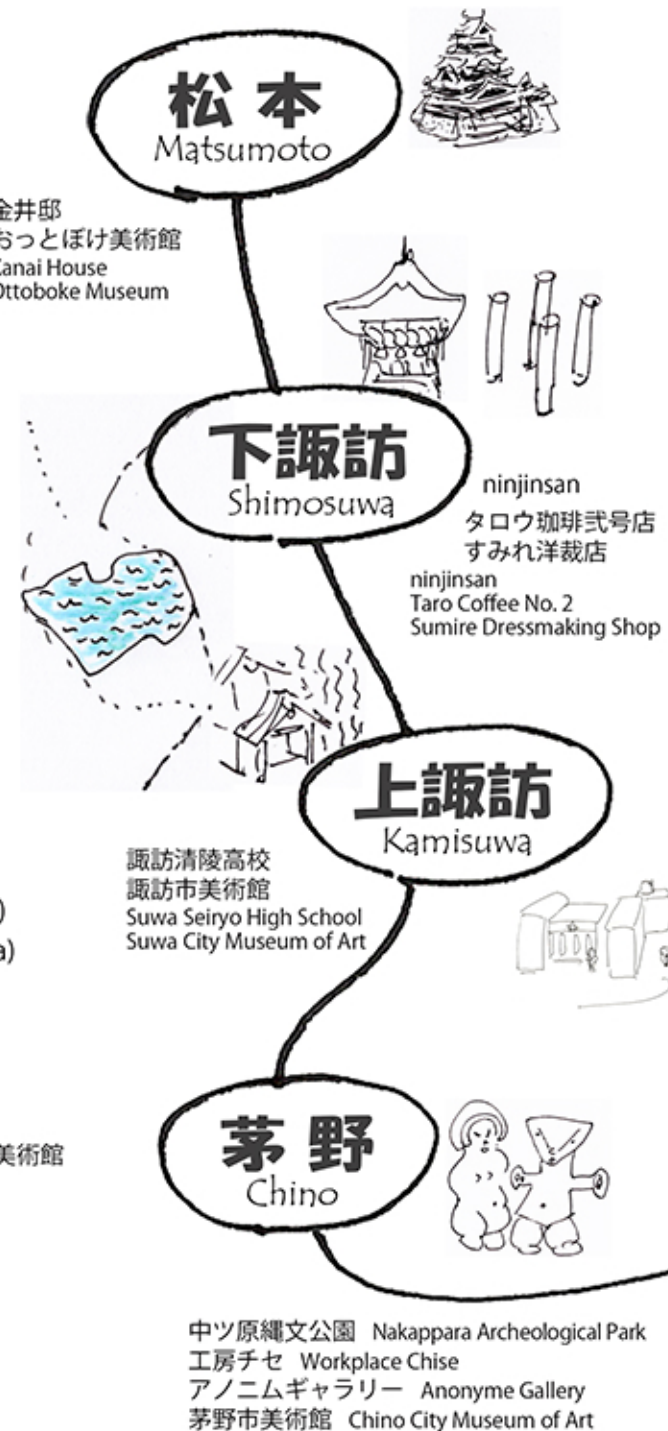 松本
Matsumoto
金井邸
おっとぼけ美術館
Kanai House
Ottoboke Museum
下諏訪
Shimosuwa
ninjinsan
タロウ珈琲弐号店
すみれ洋裁店
ninjinsan
Taro Coffee No. 2
Sumire Dressmaking Shop
上諏訪
Kamisuwa
諏訪清陵高校
諏訪市美術館
Suwa Seiryo High School
Suwa City Museum of Art
)
a)
茅野
Chino
美術館
中ツ原縄文公園 Nakappara Archeological Park
工房チセ Workplace Chise
アノニムギャラリー Anonyme Gallery
茅野市美術館 Chino City Museum of Art